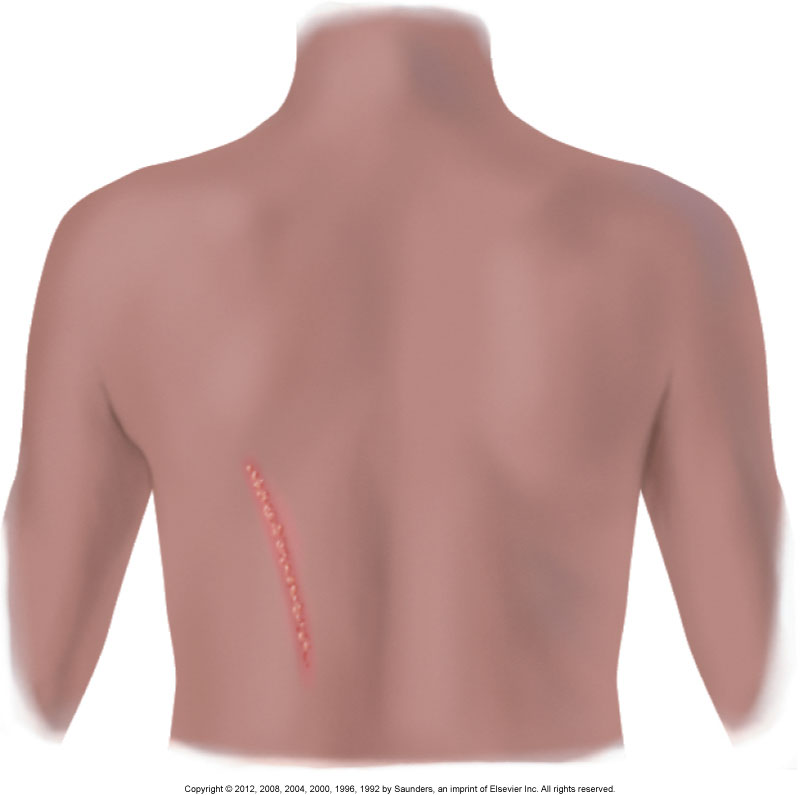 Copyright © 2012, 2008, 2004, 2000, 1996, 1992 by Saunders, an imprint of Elsevier Inc. All rights reserved.